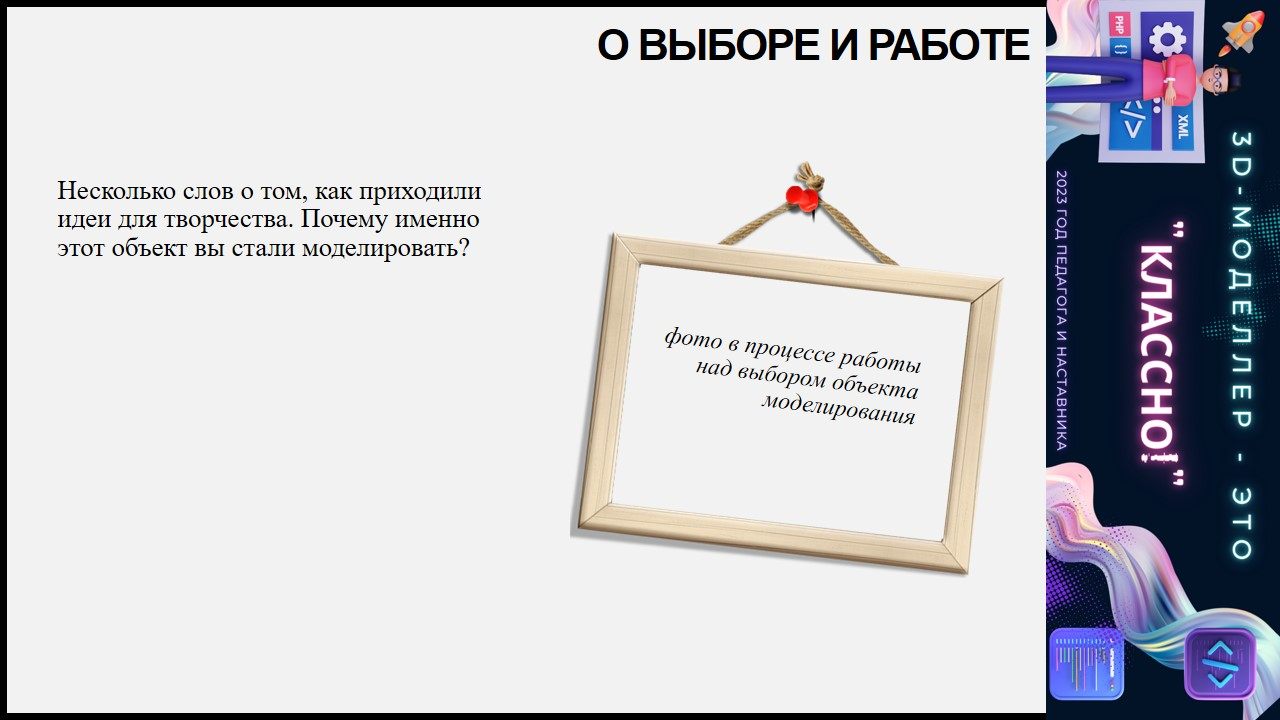 О ВЫБОРЕ И РАБОТЕ
Несколько слов о том, как приходили
идеи для творчества. Почему именно
этот объект вы стали моделировать?
фото в процессе работы
над выбором объекта
моделирования
3D-МОДЕЛЛЕР - ЭТО
"КЛАССНО!"
2023 ГОД ПЕДАГОГА И НАСТАВНИКА
PHP
{}
XML
</>
</>